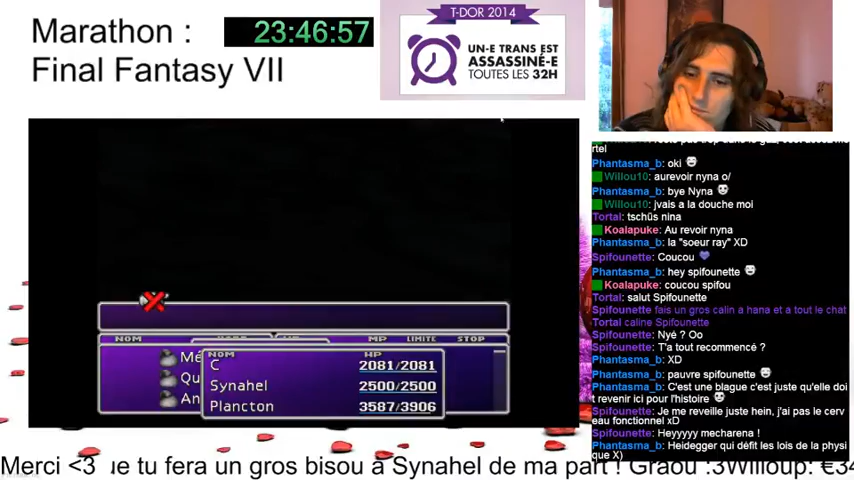 Marathon :
Final Fantasy VII
23:46:57
T-DOR 2014
UN·E TRANS EST
ASSASSINÉ·E
TOUTES LES 32H
rtel
Phantasma_b: oki
Willou10: aurevoir nyna o/
Phantasma_b: bye Nyna
Willou10: jvais a la douche moi
Tortal: tschüs nina
Koalapuke: Au revoir nyna
Phantasma_b: la "soeur ray" XD
Spifounette: Coucou
Phantasma_b: hey spifounette
Koalapuke: coucou spifou
Tortal: salut Spifounette
Spifounette fais un gros calin a hana et a tout le chat
Tortal caline Spifounette
Spifounette: Nyé ? Oo
Spifounette: T'a tout recommencé ?
Phantasma_b: XD
Phantasma_b: pauvre spifounette
Phantasma_b: C'est une blague c'est juste qu'elle doi
t revenir ici pour l'histoire
Spifounette: Je me reveille juste hein, j'ai pas le cerv
eau fonctionnel xD
Spifounette: Heyyyyy mecharena !
Phantasma_b: Heidegger qui défit les lois de la physi
que X)
NOM MP LIMITE STOP
NOM HP
Mé C 2081/2081
Qu Synahel 2500/2500
An Plancton 3587/3906
Merci <3 ue tu fera un gros bisou à Synahel de ma part ! Graou :3Willoup: €34